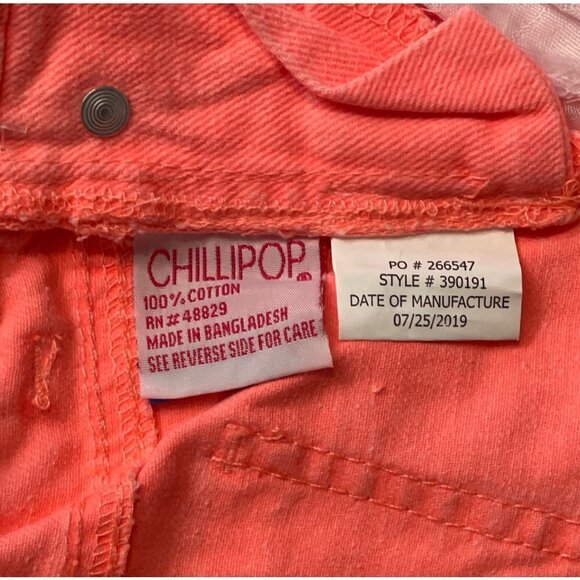 CHILLIPOP
100% COTTON
RN# 48829
MADE IN BANGLADESH
SEE REVERSE SIDE FOR CARE
PO # 266547
STYLE # 390191
DATE OF MANUFACTURE
07/25/2019